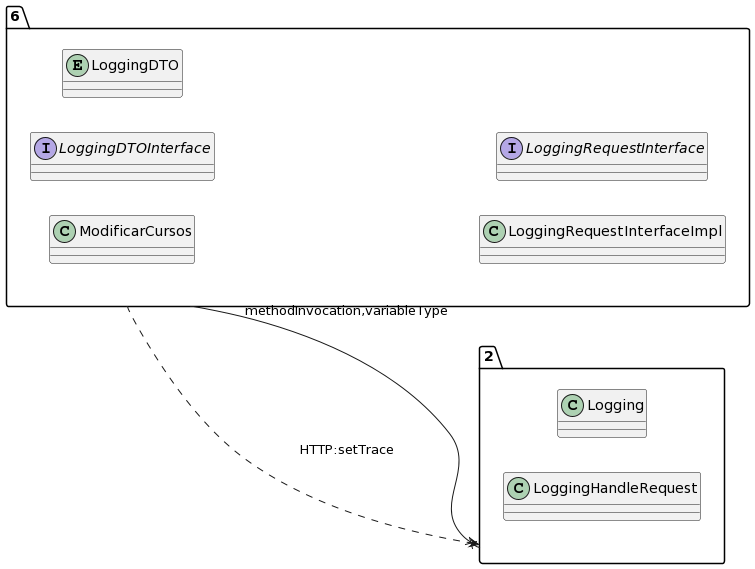 6
E LoggingDTO
I LoggingDTOInterface
I LoggingRequestInterface
C ModificarCursos
C LoggingRequestInterfaceImpl
methodInvocation,variableType
2
C Logging
HTTP:setTrace
C LoggingHandleRequest